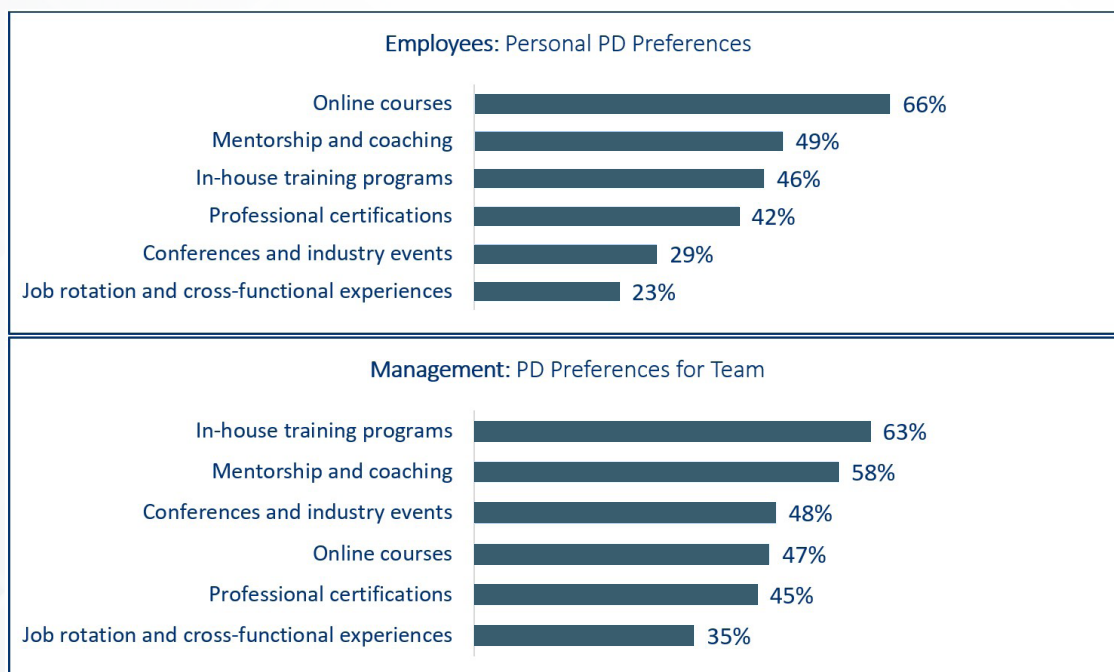 Employees: Personal PD Preferences
Online courses 66%
Mentorship and coaching 49%
In-house training programs 46%
Professional certifications 42%
Conferences and industry events 29%
Job rotation and cross-functional experiences 23%
Management: PD Preferences for Team
In-house training programs 63%
Mentorship and coaching 58%
Conferences and industry events 48%
Online courses 47%
Professional certifications 45%
Job rotation and cross-functional experiences 35%